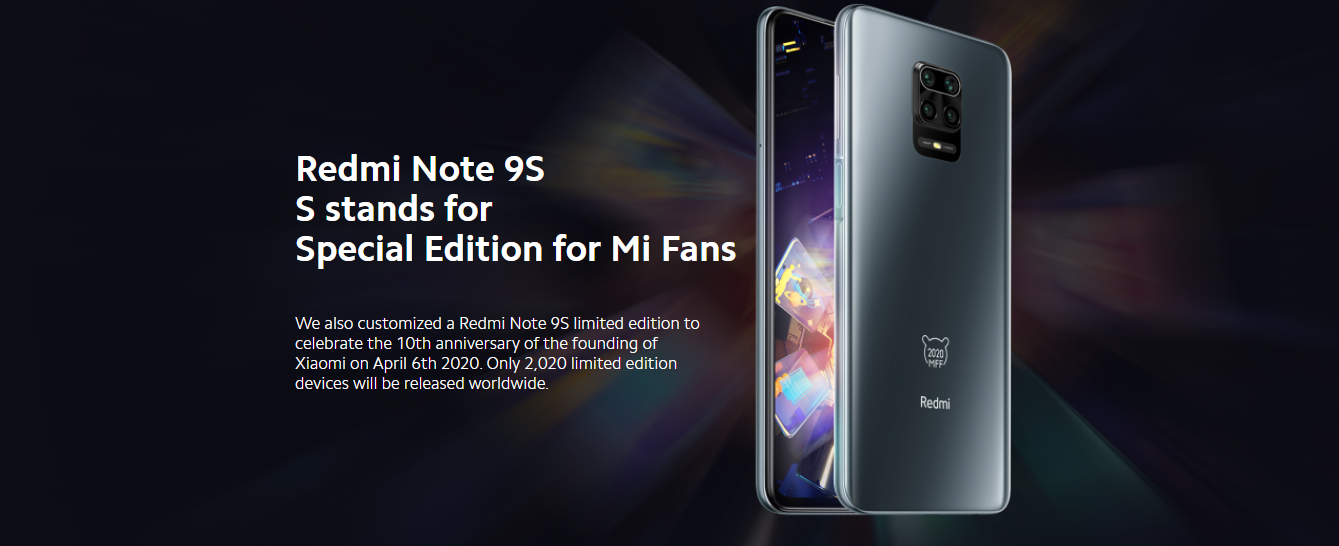 Redmi Note 9S
S stands for
Special Edition for Mi Fans
We also customized a Redmi Note 9S limited edition to
celebrate the 10th anniversary of the founding of
Xiaomi on April 6th 2020. Only 2,020 limited edition
devices will be released worldwide.
2020
MFF
Redmi